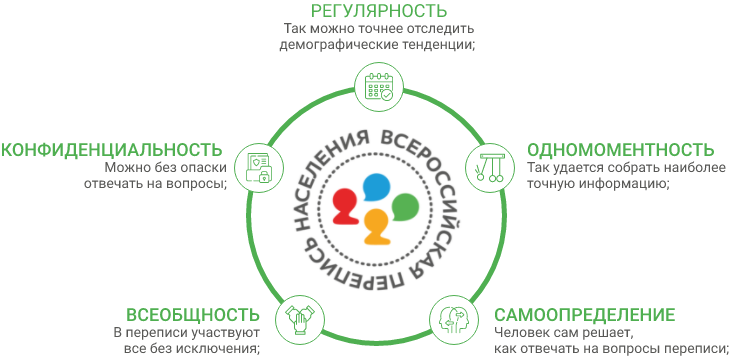 РЕГУЛЯРНОСТЬ
Так можно точнее отследить
демографические тенденции;
КОНФИДЕНЦИАЛЬНОСТЬ
Можно без опаски
отвечать на вопросы;
ОДНОМОМЕНТНОСТЬ
Так удается собрать наиболее
точную информацию;
ВСЕРОССИЙСКАЯ ПЕРЕПИСЬ НАСЕЛЕНИЯ
ВСЕОБЩНОСТЬ
В переписи участвуют
все без исключения;
САМООПРЕДЕЛЕНИЕ
Человек сам решает,
как отвечать на вопросы переписи;